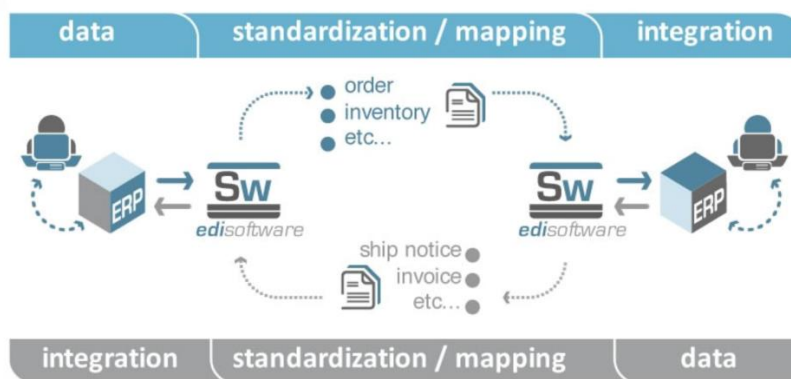 data
standardization / mapping
integration
order
inventory
etc...
ERP
Sw
edisoftware
Sw
edisoftware
ERP
ship notice
invoice
etc...
integration
standardization / mapping
data